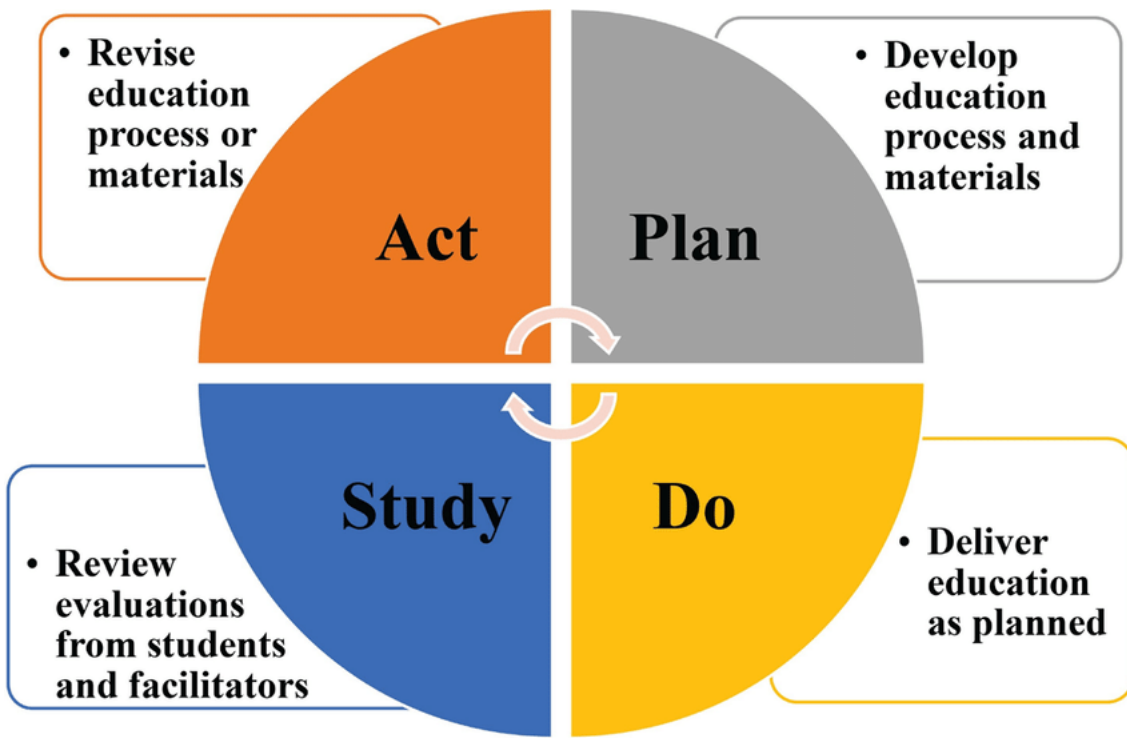 • Revise
education
process or
materials
Act
Plan
• Develop
education
process and
materials
Study
• Review
evaluations
from students
and facilitators
Do
• Deliver
education
as planned